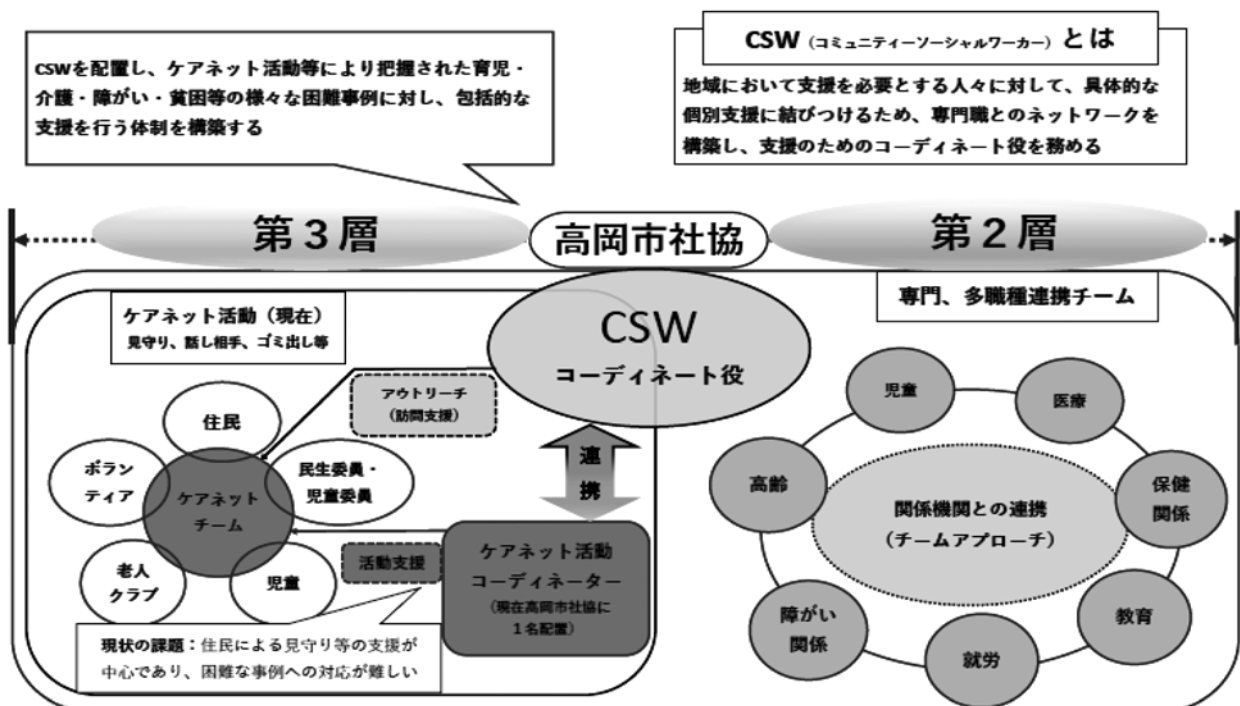 CSWを配置し、ケアネット活動等により把握された育児・
介護・障がい・貧困等の様々な困難事例に対し、包括的な
支援を行う体制を構築する
CSW（コミュニティーソーシャルワーカー）とは
地域において支援を必要とする人々に対して、具体的な
個別支援に結びつけるため、専門職とのネットワークを
構築し、支援のためのコーディネート役を務める
第３層
高岡市社協
第２層
ケアネット活動（現在）
見守り、話し相手、ゴミ出し等
CSW
コーディネート役
専門、多職種連携チーム
アウトリーチ
（訪問支援）
住民
ボラン
ティア
民生委員・
児童委員
ケアネット
チーム
老人
クラブ
児童
連
携
活動支援
ケアネット活動
コーディネーター
（現在高岡市社協に
１名配置）
現状の課題：住民による見守り等の支援が
中心であり、困難な事例への対応が難しい
児童
医療
高齢
保健
関係
関係機関との連携
（チームアプローチ）
障がい
関係
教育
就労